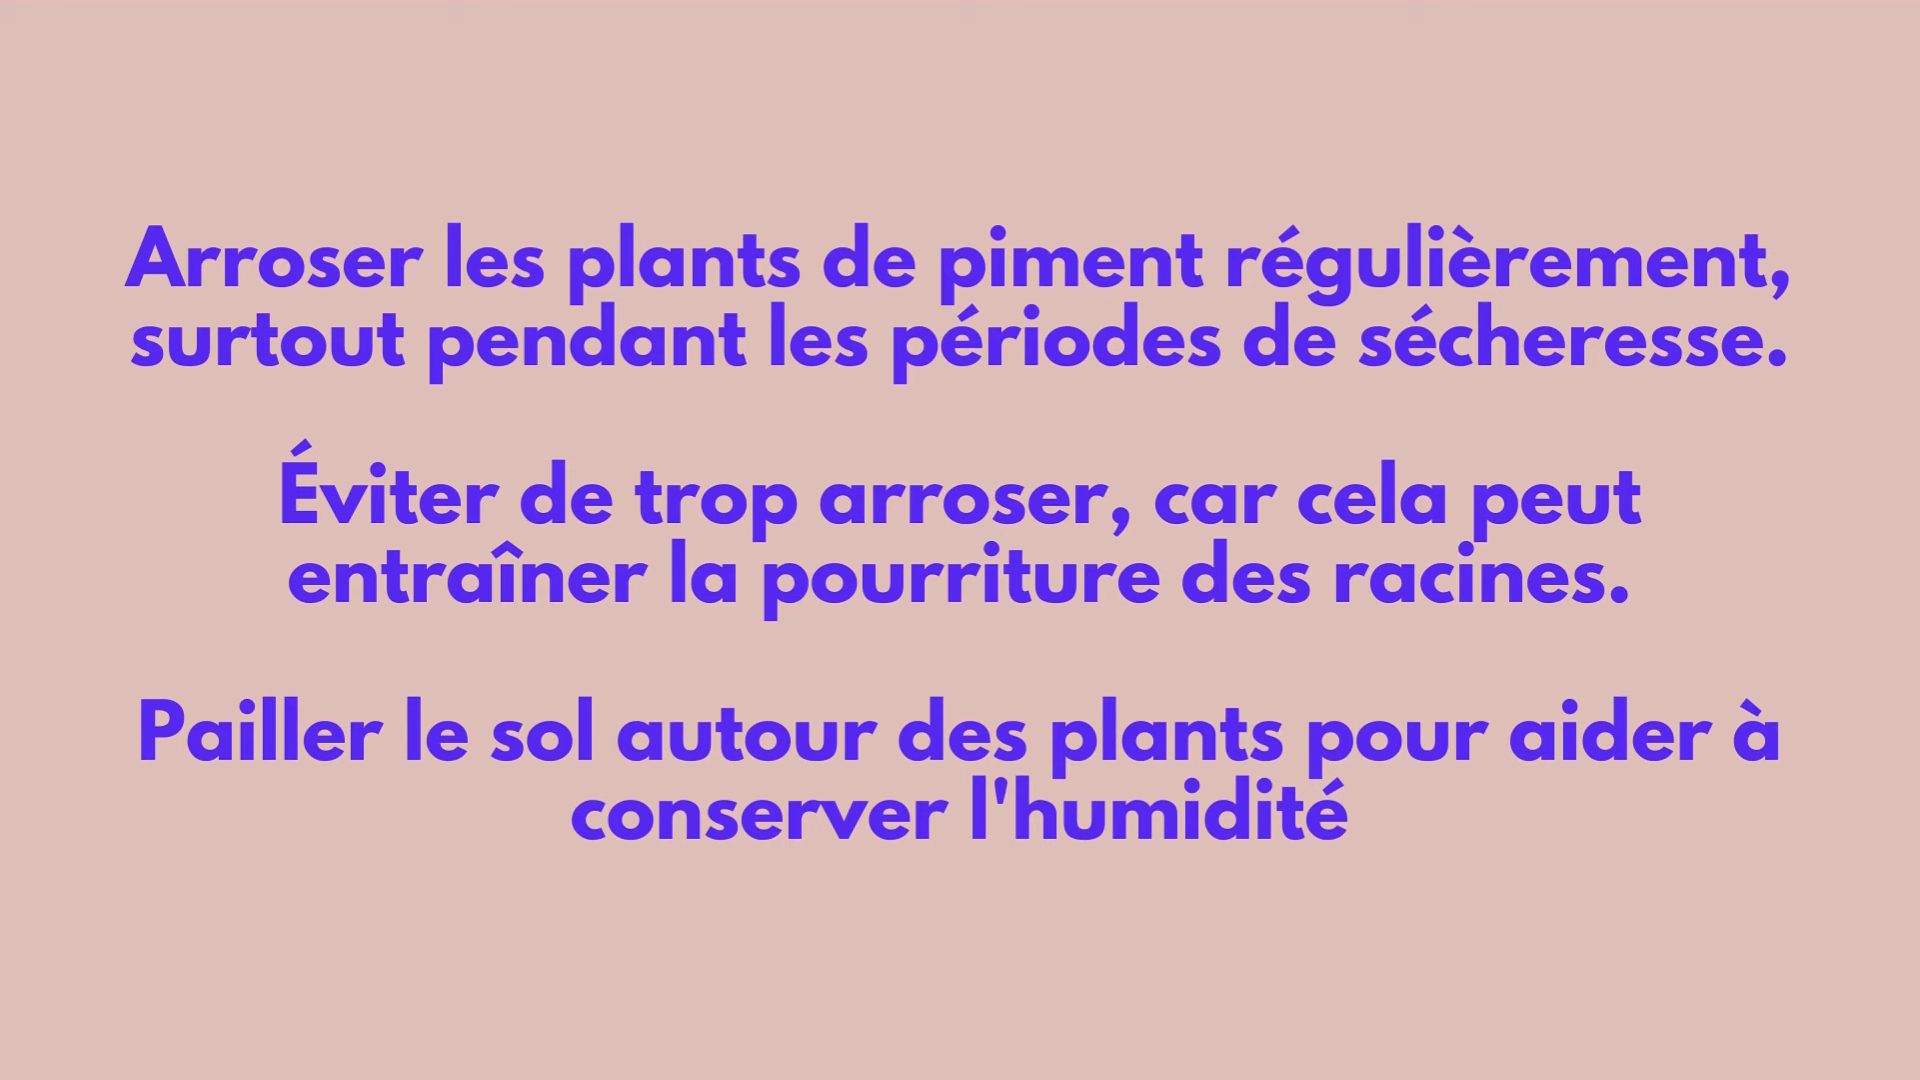 Arroser les plants de piment régulièrement,
surtout pendant les périodes de sécheresse.
Éviter de trop arroser, car cela peut
entraîner la pourriture des racines.
Pailler le sol autour des plants pour aider à
conserver l'humidité